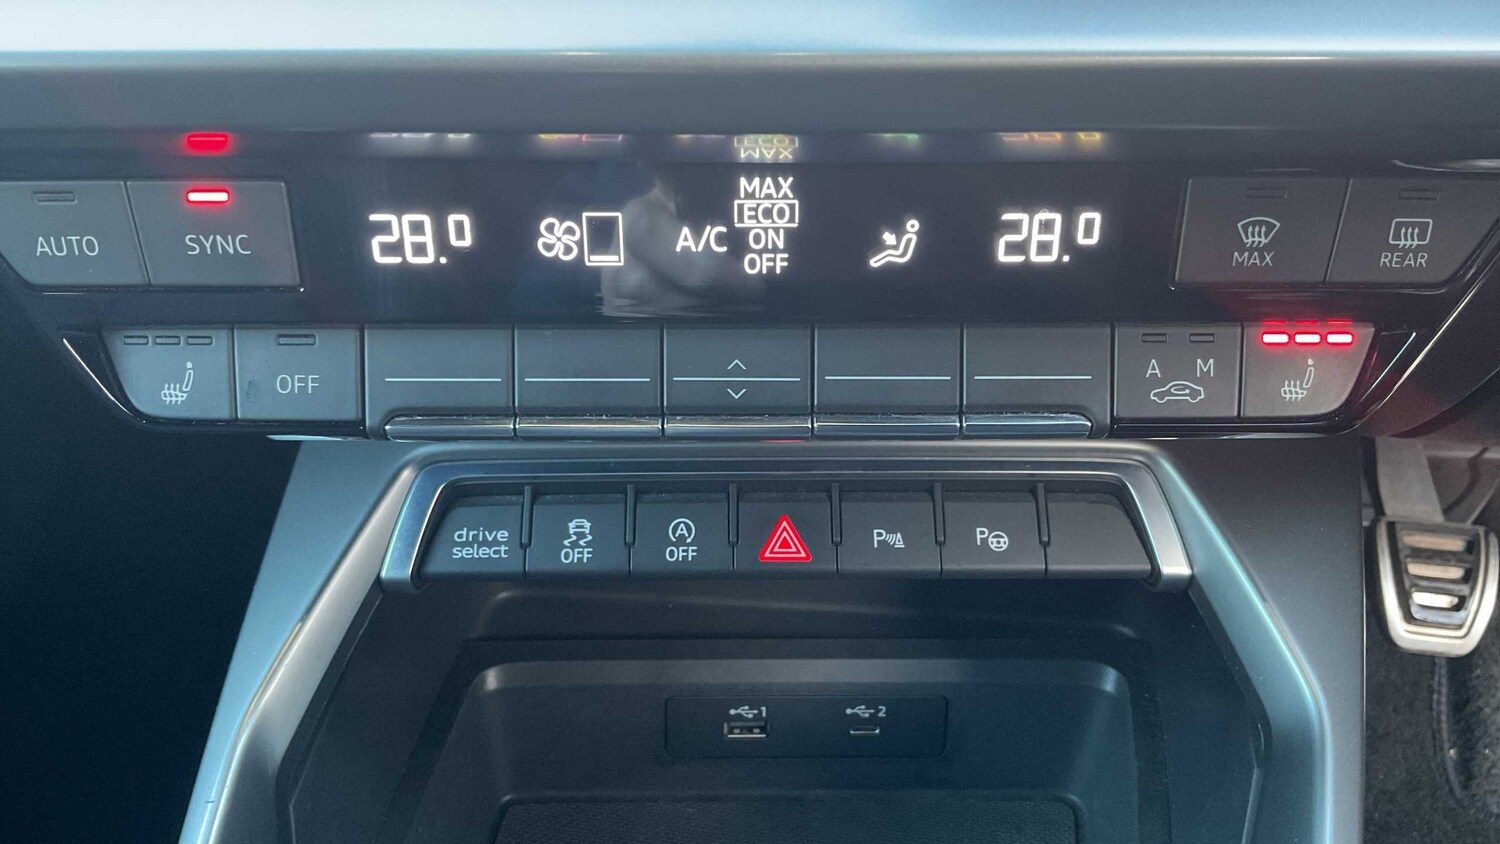 AUTO
SYNC
28.0
A/C
MAX
ECO
ON
OFF
28.0
MAX
REAR
OFF
A M
drive
select
OFF
A
OFF
P
P
1
2